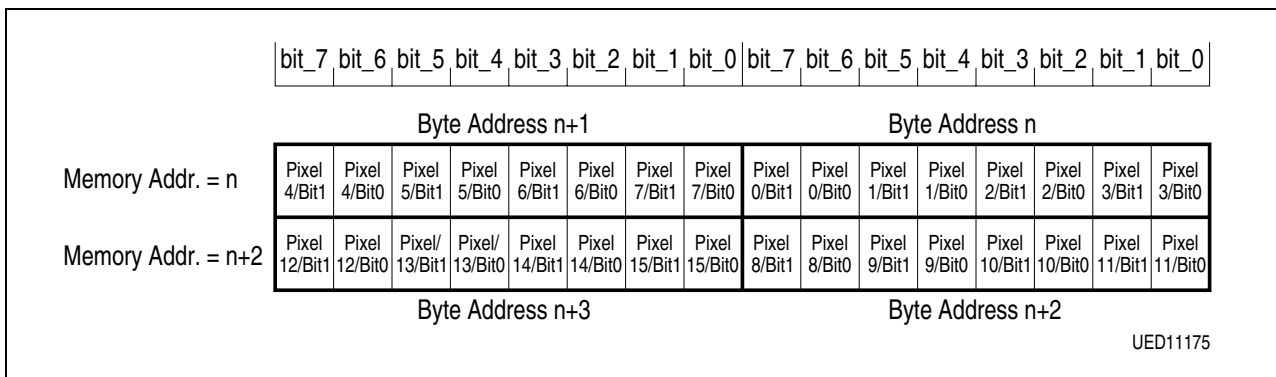 bit_7 bit_6 bit_5 bit_4 bit_3 bit_2 bit_1 bit_0 bit_7 bit_6 bit_5 bit_4 bit_3 bit_2 bit_1 bit_0
Byte Address n+1 Byte Address n
Memory Addr. = n
Pixel Pixel Pixel Pixel Pixel Pixel Pixel Pixel Pixel Pixel Pixel Pixel Pixel Pixel Pixel Pixel
4/Bit1 4/Bit0 5/Bit1 5/Bit0 6/Bit1 6/Bit0 7/Bit1 7/Bit0 0/Bit1 0/Bit0 1/Bit1 1/Bit0 2/Bit1 2/Bit0 3/Bit1 3/Bit0
Memory Addr. = n+2
Pixel Pixel Pixel/ Pixel/ Pixel Pixel Pixel Pixel Pixel Pixel Pixel Pixel Pixel Pixel Pixel Pixel
12/Bit1 12/Bit0 13/Bit1 13/Bit0 14/Bit1 14/Bit0 15/Bit1 15/Bit0 8/Bit1 8/Bit0 9/Bit1 9/Bit0 10/Bit1 10/Bit0 11/Bit1 11/Bit0
Byte Address n+3 Byte Address n+2
UED11175